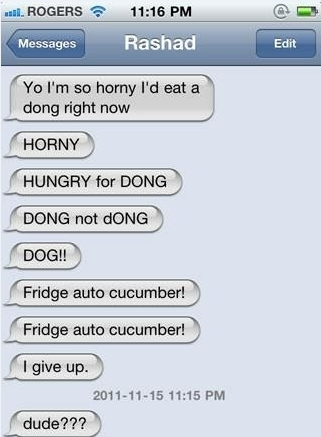 ROGERS 11:16 PM
Messages Rashad Edit
Yo I'm so horny I'd eat a
dong right now
HORNY
HUNGRY for DONG
DONG not dONG
DOG!!
Fridge auto cucumber!
Fridge auto cucumber!
I give up.
2011-11-15 11:15 PM
dude???